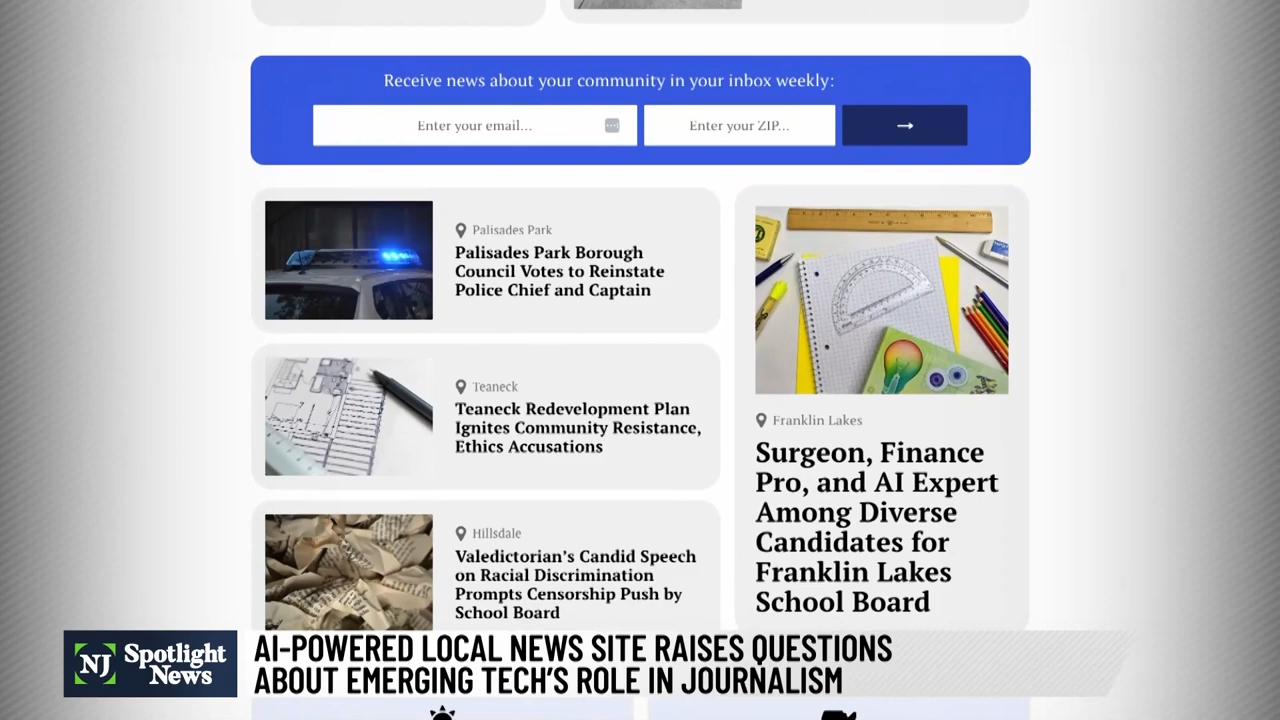 Receive news about your community in your inbox weekly:
Enter your email...
Enter your ZIP...
→
Palisades Park
Palisades Park Borough
Council Votes to Reinstate
Police Chief and Captain
Teaneck
Teaneck Redevelopment Plan
Ignites Community Resistance,
Ethics Accusations
Hillsdale
Valedictorian's Candid Speech
on Racial Discrimination
Prompts Censorship Push by
School Board
Franklin Lakes
Surgeon, Finance
Pro, and AI Expert
Among Diverse
Candidates for
Franklin Lakes
School Board
NJ Spotlight
News
AI-POWERED LOCAL NEWS SITE RAISES QUESTIONS
ABOUT EMERGING TECH'S ROLE IN JOURNALISM